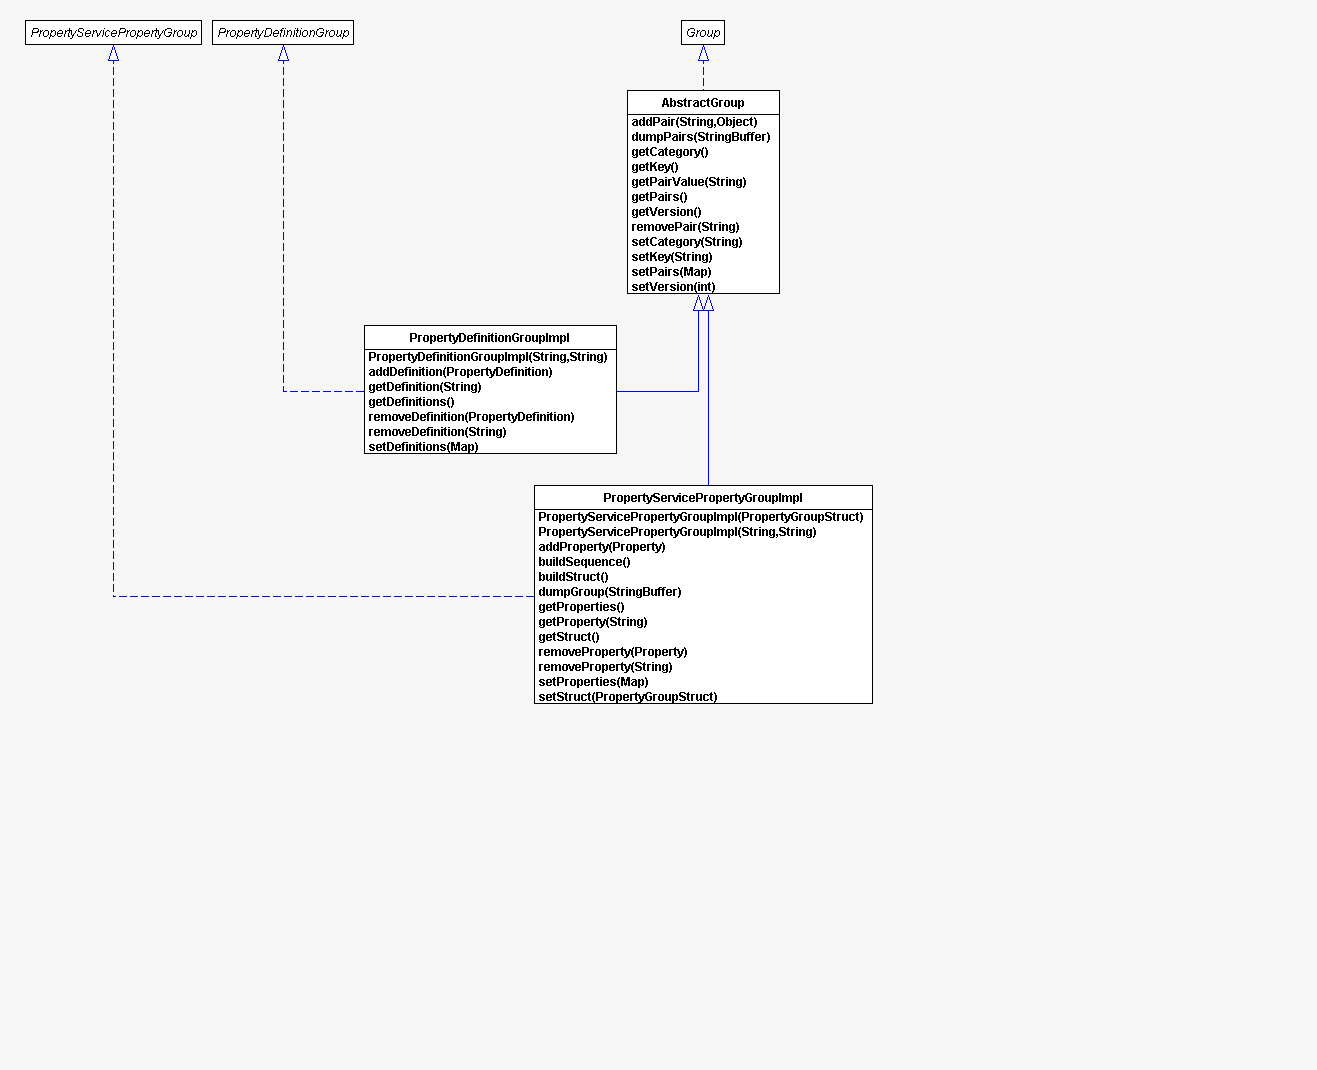 PropertyServicePropertyGroup
PropertyDefinitionGroup
Group
AbstractGroup
addPair(String,Object)
dumpPairs(StringBuffer)
getCategory()
getKey()
getPairValue(String)
getPairs()
getVersion()
removePair(String)
setCategory(String)
setKey(String)
setPairs(Map)
setVersion(int)
PropertyDefinitionGroupImpl
PropertyDefinitionGroupImpl(String,String)
addDefinition(PropertyDefinition)
getDefinition(String)
getDefinitions()
removeDefinition(PropertyDefinition)
removeDefinition(String)
setDefinitions(Map)
PropertyServicePropertyGroupImpl
PropertyServicePropertyGroupImpl(PropertyGroupStruct)
PropertyServicePropertyGroupImpl(String,String)
addProperty(Property)
buildSequence()
buildStruct()
dumpGroup(StringBuffer)
getProperties()
getProperty(String)
getStruct()
removeProperty(Property)
removeProperty(String)
setProperties(Map)
setStruct(PropertyGroupStruct)